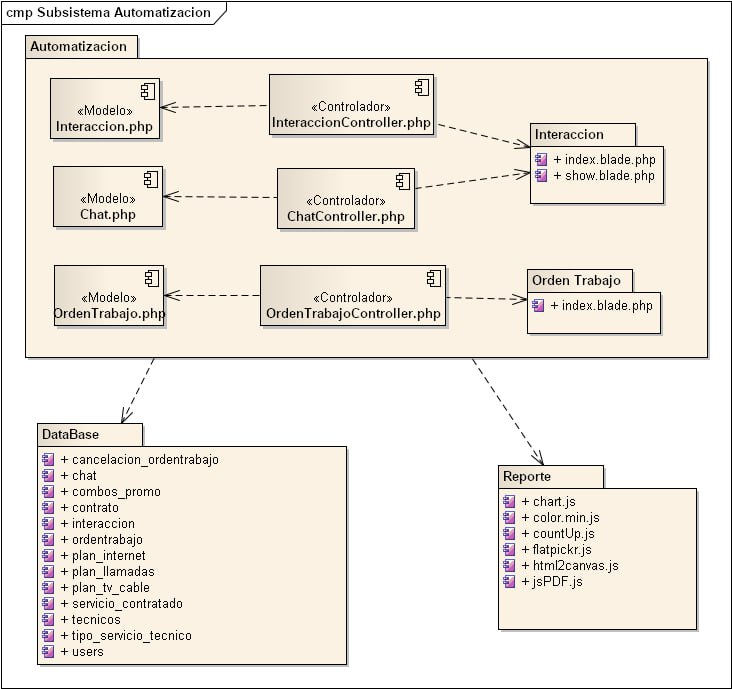 cmp Subsistema Automatizacion
Automatizacion
«Modelo»
Interaccion.php
«Controlador»
InteraccionController.php
Interaccion
+ index.blade.php
+ show.blade.php
«Modelo»
Chat.php
«Controlador»
ChatController.php
«Modelo»
OrdenTrabajo.php
«Controlador»
OrdenTrabajoController.php
Orden Trabajo
+ index.blade.php
DataBase
+ cancelacion_ordentrabajo
+ chat
+ combos_promo
+ contrato
+ interaccion
+ ordentrabajo
+ plan_internet
+ plan_llamadas
+ plan_tv_cable
+ servicio_contratado
+ tecnicos
+ tipo_servicio_tecnico
+ users
Reporte
+ chart.js
+ color.min.js
+ countUp.js
+ flatpickr.js
+ html2canvas.js
+ jsPDF.js